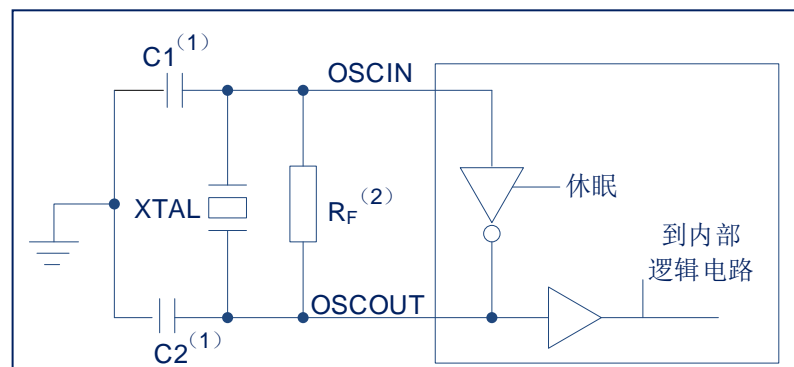 C1（1）
OSCIN
XTAL
RF（2）
休眠
到内部
逻辑电路
OSCOUT
C2（1）